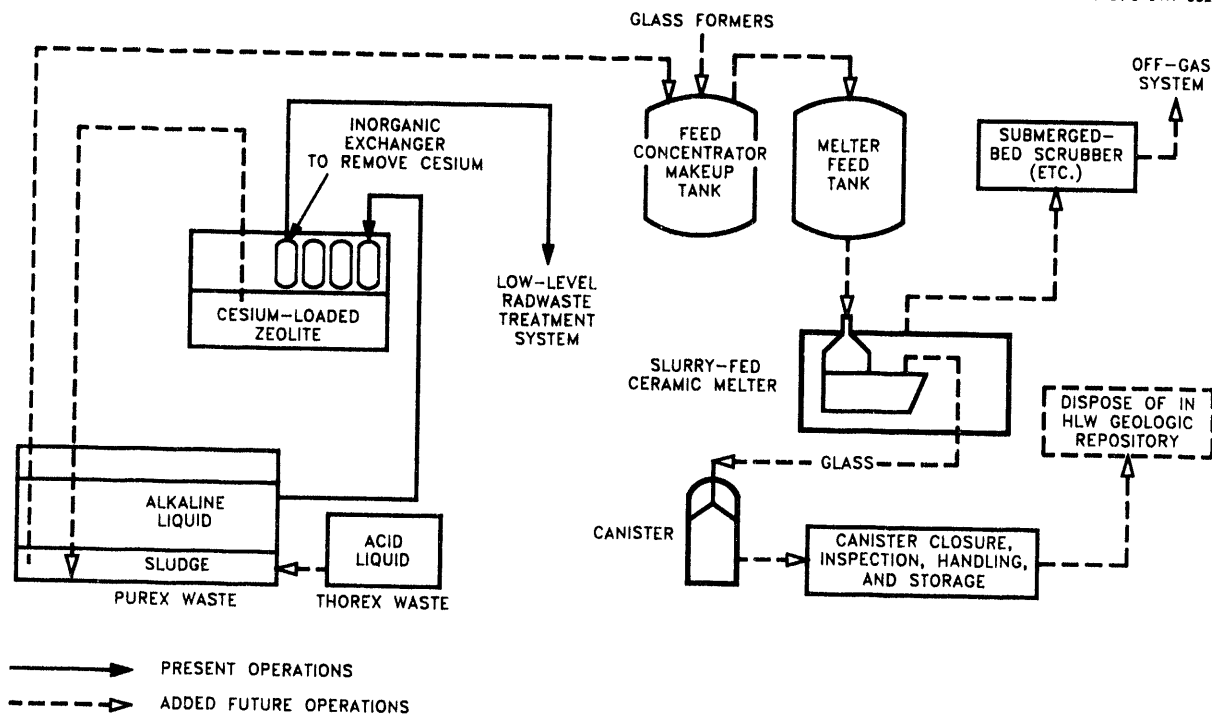 GLASS FORMERS
OFF-GAS
SYSTEM
INORGANIC
EXCHANGER
TO REMOVE CESIUM
FEED
CONCENTRATOR
MAKEUP
TANK
MELTER
FEED
TANK
SUBMERGED-
BED SCRUBBER
(ETC.)
CESIUM-LOADED
ZEOLITE
LOW-LEVEL
RADWASTE
TREATMENT
SYSTEM
SLURRY-FED
CERAMIC MELTER
DISPOSE OF IN
HLW GEOLOGIC
REPOSITORY
GLASS
ALKALINE
LIQUID
SLUDGE
PUREX WASTE
ACID
LIQUID
THOREX WASTE
CANISTER
CANISTER CLOSURE,
INSPECTION, HANDLING,
AND STORAGE
PRESENT OPERATIONS
ADDED FUTURE OPERATIONS